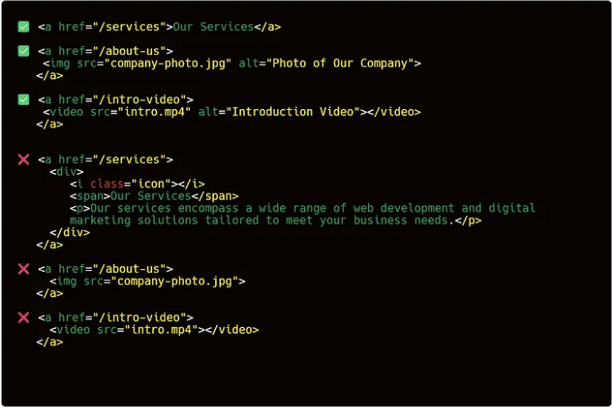 ✅ <a href="/services">Our Services</a>
✅ <a href="/about-us">
<img src="company-photo.jpg" alt="Photo of Our Company">
</a>
✅ <a href="/intro-video">
<video src="intro.mp4" alt="Introduction Video"></video>
</a>
❌ <a href="/services">
<div>
<i class="icon"></i>
<span>Our Services</span>
<p>Our services encompass a wide range of web development and digital
marketing solutions tailored to meet your business needs.</p>
</div>
</a>
❌ <a href="/about-us">
<img src="company-photo.jpg">
</a>
❌ <a href="/intro-video">
<video src="intro.mp4"></video>
</a>